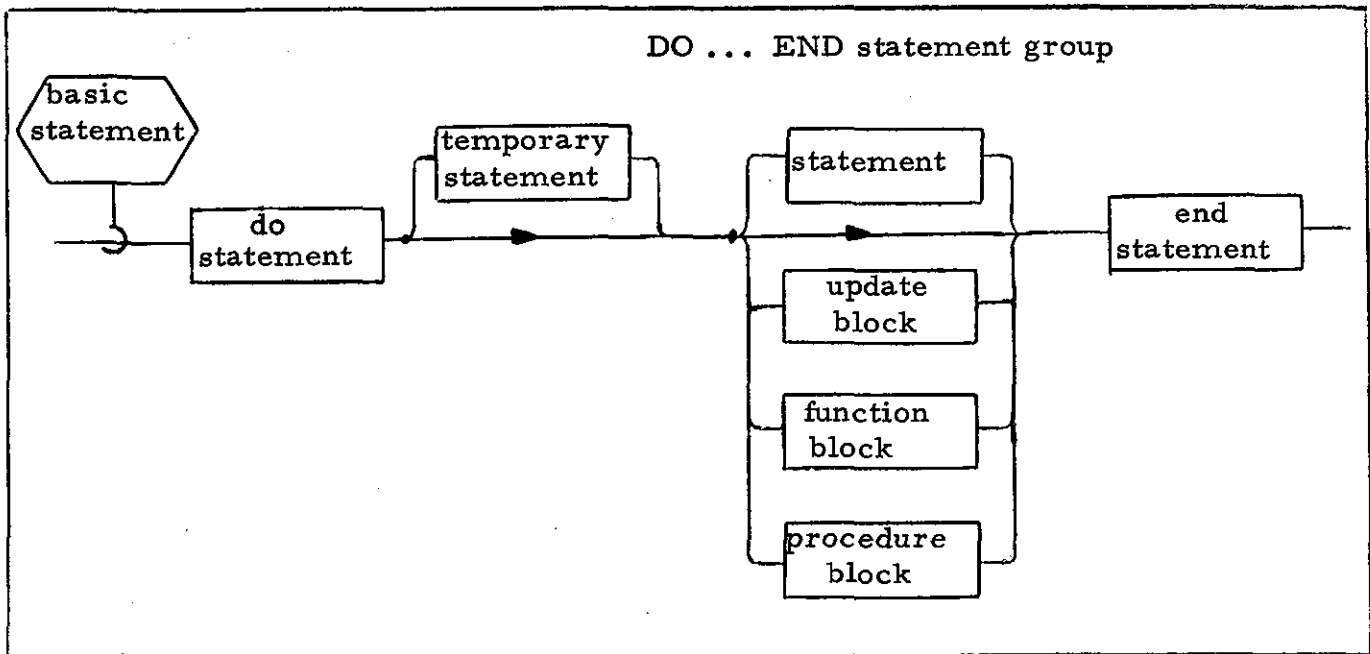 DO ... END statement group
basic
statement
temporary
statement
statement
do
statement
end
statement
update
block
function
block
procedure
block